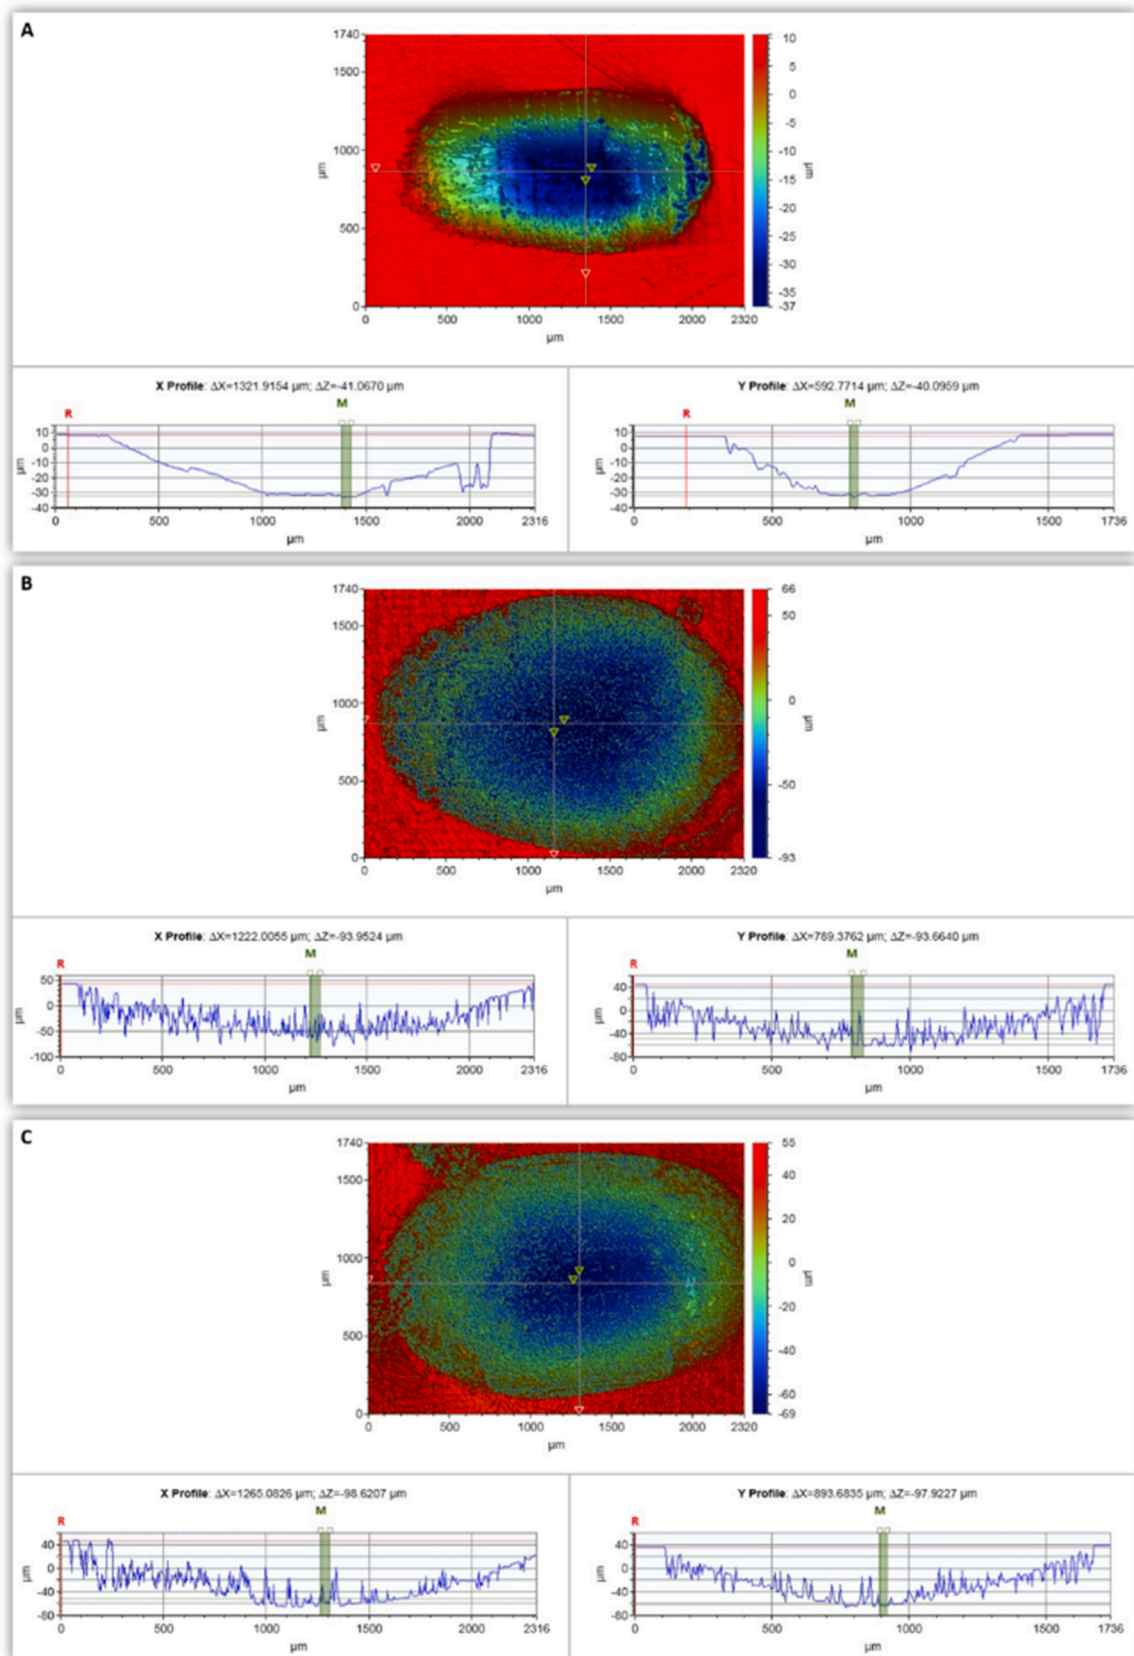 A
1740
1500
1000
500
0
µm
0 500 1000 1500 2000 2320
µm
10
5
0
-5
-10
-15
-20
-25
-30
-35
-37
µm
X Profile: ΔX=1321.9154 µm; ΔZ=-41.0670 µm
R M
10
0
-10
-20
-30
-40
µm
0 500 1000 1500 2000 2316
µm
Y Profile: ΔX=592.7714 µm; ΔZ=-40.0959 µm
R M
10
0
-10
-20
-30
-40
µm
0 500 1000 1500 1736
µm
B
1740
1500
1000
500
0
µm
0 500 1000 1500 2000 2320
µm
66
50
0
-50
-93
µm
X Profile: ΔX=1222.0055 µm; ΔZ=-93.9524 µm
R M
50
0
-50
-100
µm
0 500 1000 1500 2000 2316
µm
Y Profile: ΔX=789.3762 µm; ΔZ=-93.6640 µm
R M
40
0
-40
-80
µm
0 500 1000 1500 1736
µm
C
1740
1500
1000
500
0
µm
0 500 1000 1500 2000 2320
µm
55
40
20
0
-20
-40
-60
-69
µm
X Profile: ΔX=1265.0826 µm; ΔZ=-98.6207 µm
R M
40
0
-40
-80
µm
0 500 1000 1500 2000 2316
µm
Y Profile: ΔX=893.6835 µm; ΔZ=-97.9227 µm
R M
40
0
-40
-80
µm
0 500 1000 1500 1736
µm